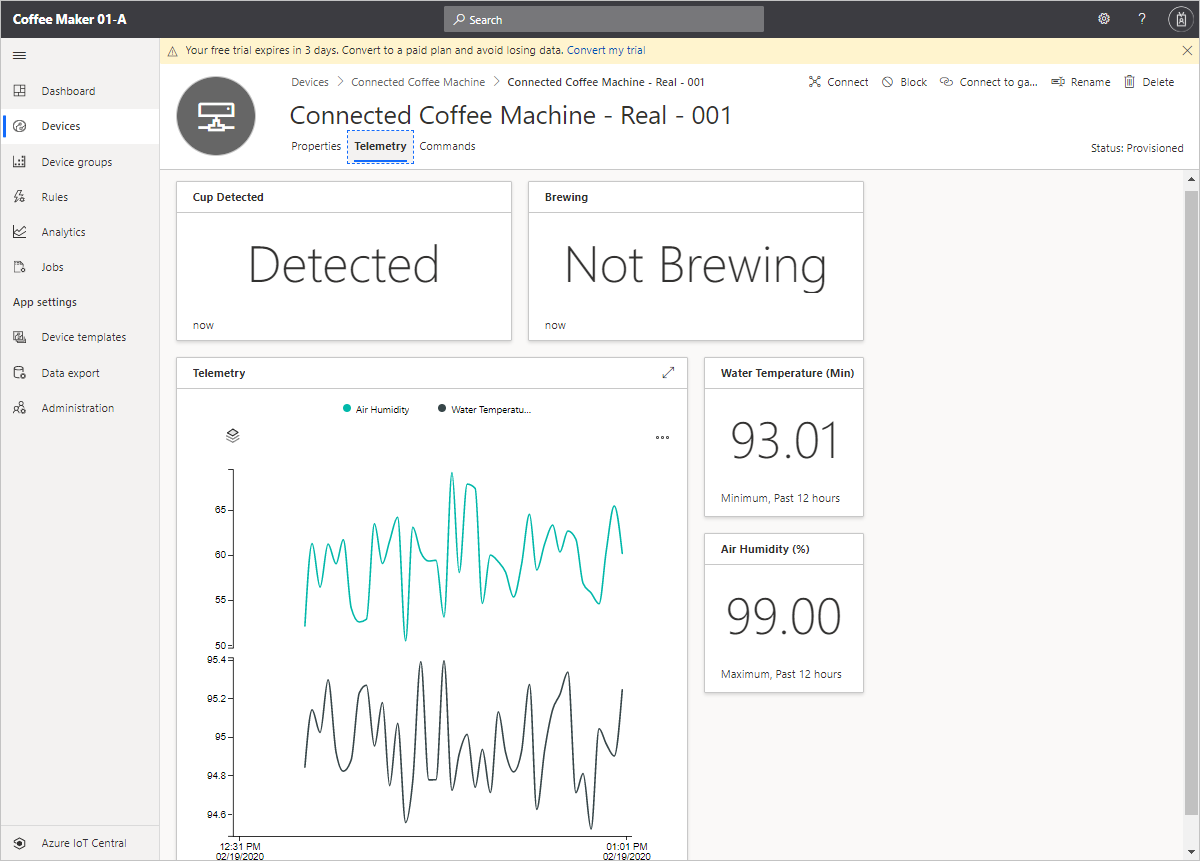 Coffee Maker 01-A
Search
?
Your free trial expires in 3 days. Convert to a paid plan and avoid losing data. Convert my trial
Dashboard
Devices
Device groups
Rules
Analytics
Jobs
App settings
Device templates
Data export
Administration
Azure IoT Central
Devices > Connected Coffee Machine > Connected Coffee Machine - Real - 001
Connect Block Connect to ga... Rename Delete
Connected Coffee Machine - Real - 001
Properties Telemetry Commands
Status: Provisioned
Cup Detected
Detected
now
Brewing
Not Brewing
now
Telemetry
Air Humidity Water Temperatu...
65
60
55
50
95.4
95.2
95
94.8
94.6
12:31 PM
02/19/2020
01:01 PM
02/19/2020
Water Temperature (Min)
93.01
Minimum, Past 12 hours
Air Humidity (%)
99.00
Maximum, Past 12 hours